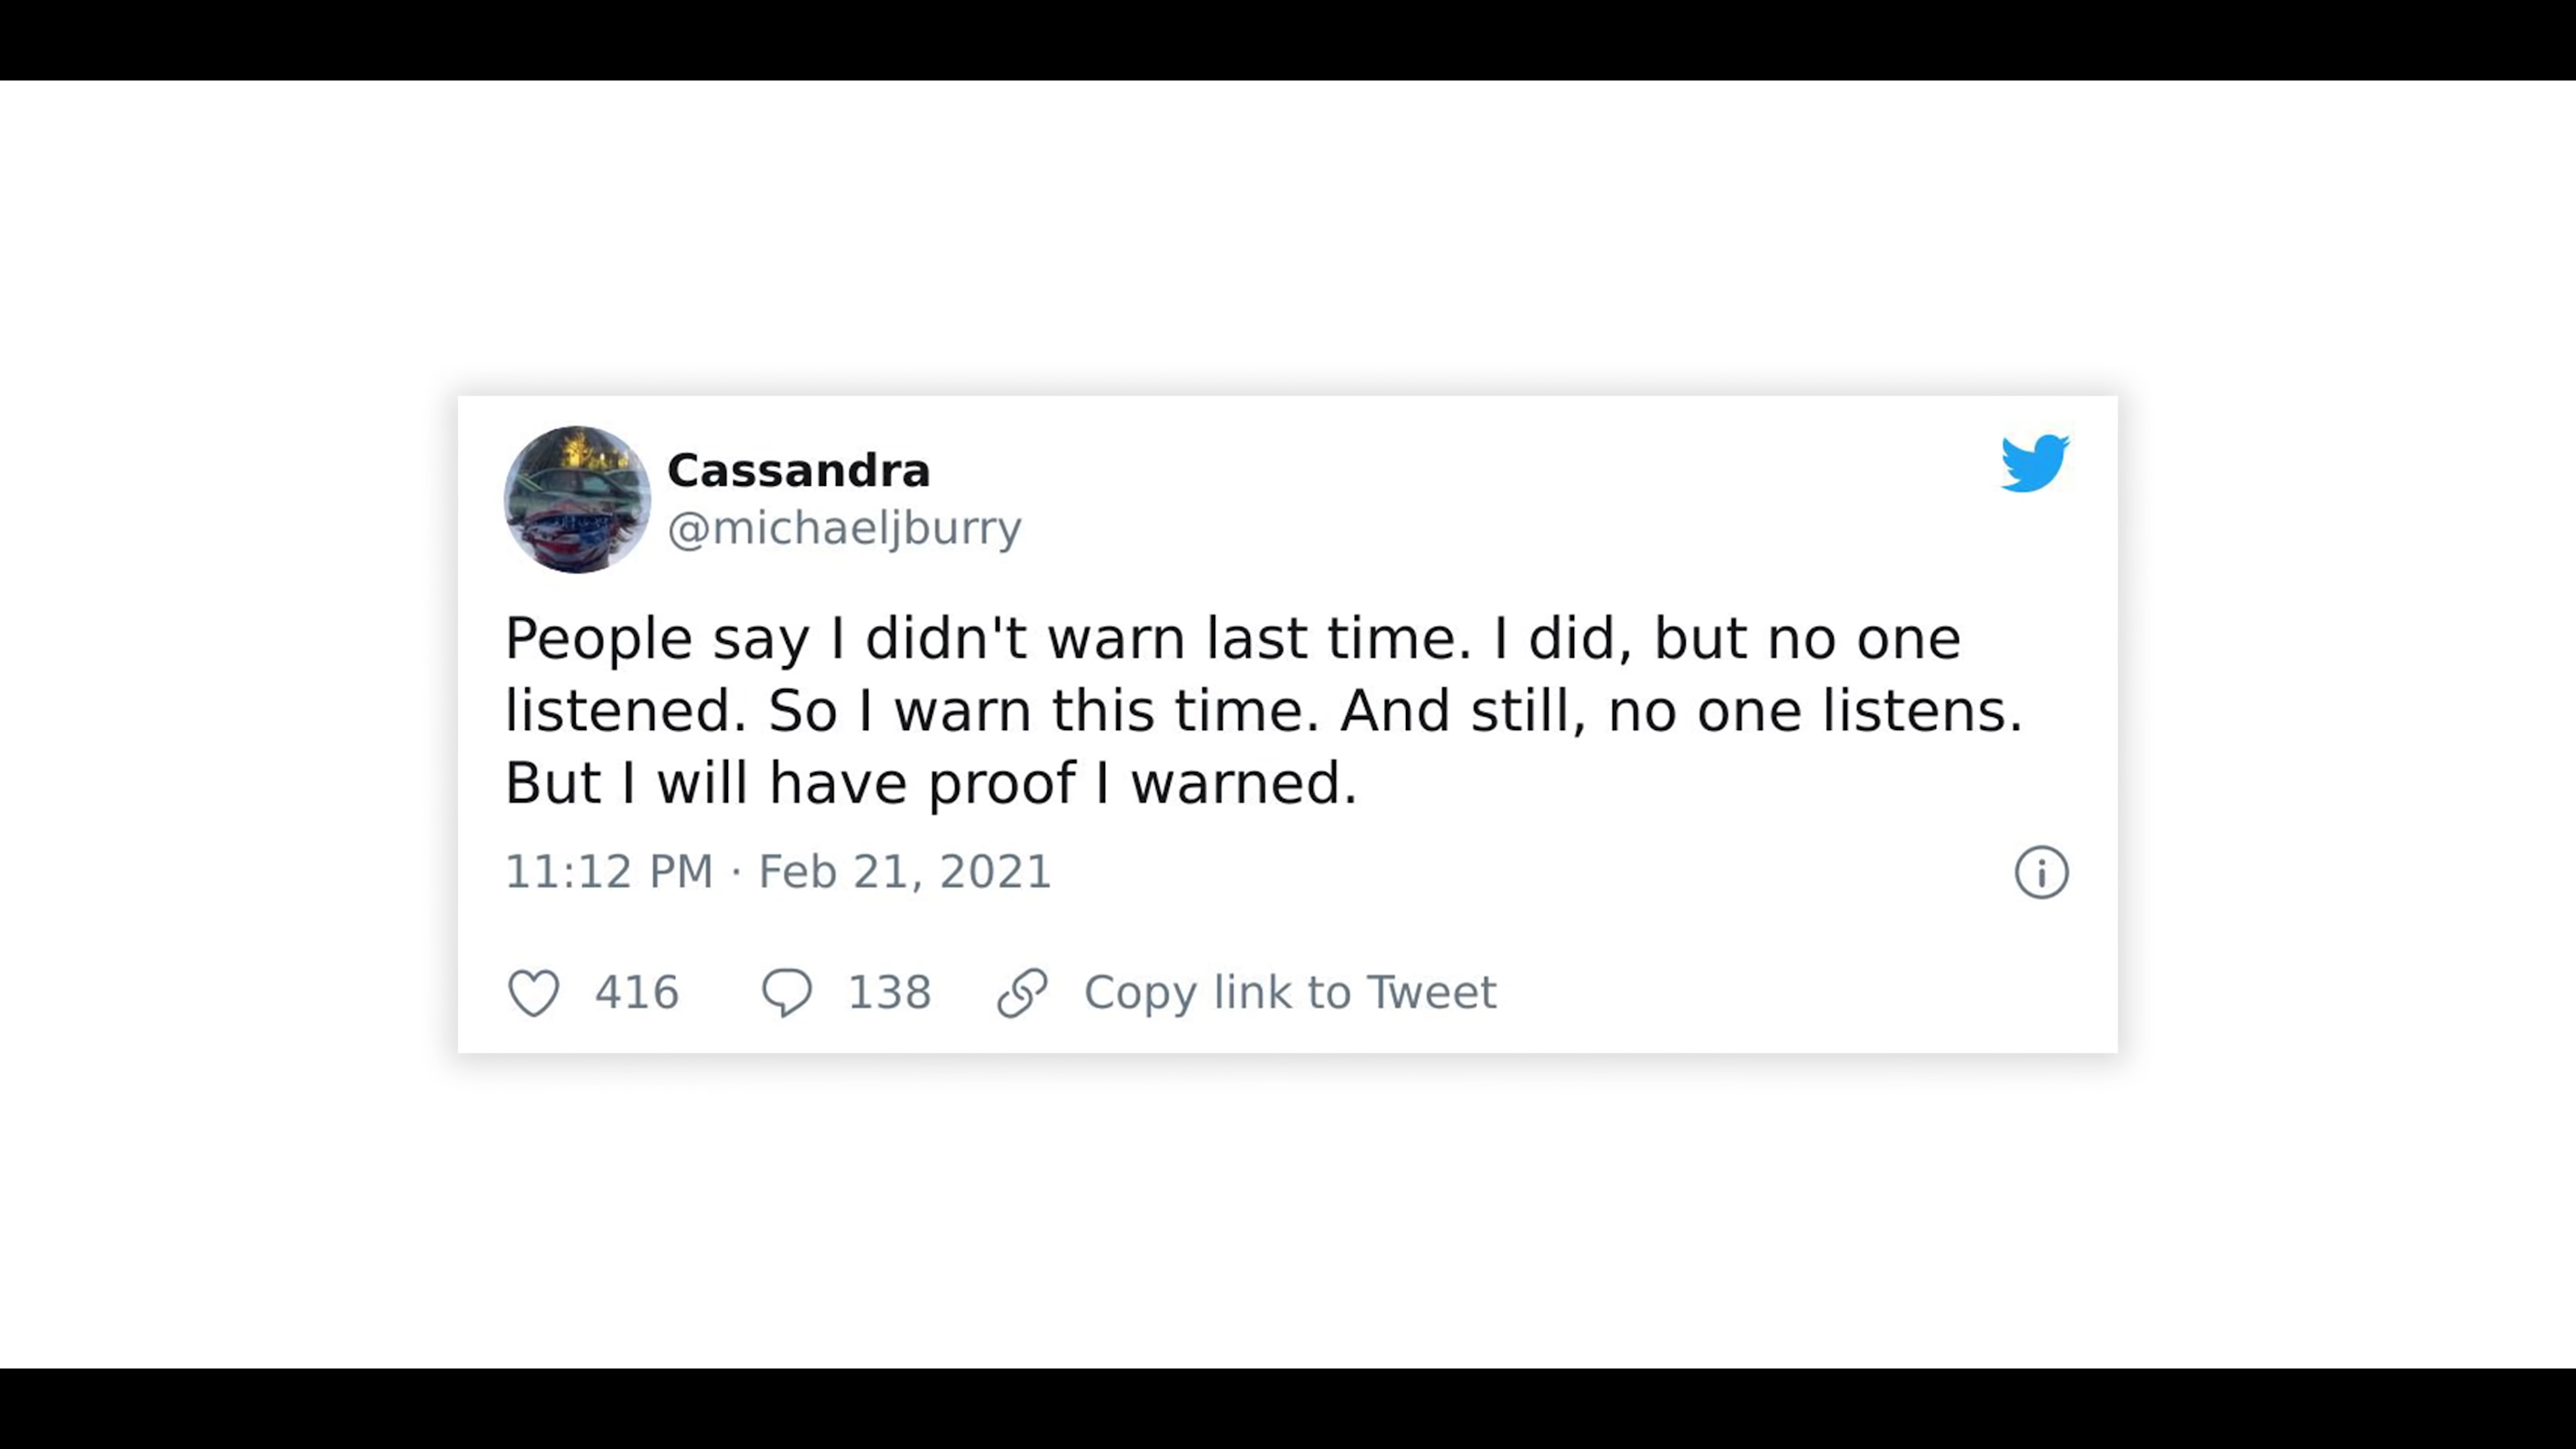 Cassandra
@michaeljburry
People say I didn't warn last time. I did, but no one
listened. So I warn this time. And still, no one listens.
But I will have proof I warned.
11:12 PM · Feb 21, 2021
416 138 Copy link to Tweet